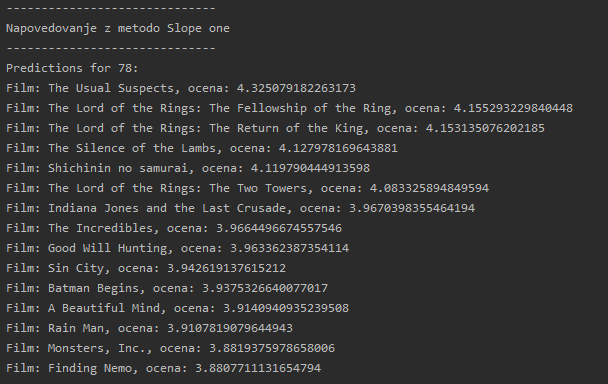 ------------------------------
Napovedovanje z metodo Slope one
------------------------------
Predictions for 78:
Film: The Usual Suspects, ocena: 4.325079182263173
Film: The Lord of the Rings: The Fellowship of the Ring, ocena: 4.155293229840448
Film: The Lord of the Rings: The Return of the King, ocena: 4.153135076202185
Film: The Silence of the Lambs, ocena: 4.127978169643881
Film: Shichinin no samurai, ocena: 4.119790444913598
Film: The Lord of the Rings: The Two Towers, ocena: 4.083325894849594
Film: Indiana Jones and the Last Crusade, ocena: 3.9670398355464194
Film: The Incredibles, ocena: 3.9664496674557546
Film: Good Will Hunting, ocena: 3.963362387354114
Film: Sin City, ocena: 3.942619137615212
Film: Batman Begins, ocena: 3.9375326640077017
Film: A Beautiful Mind, ocena: 3.9140940935239508
Film: Rain Man, ocena: 3.9107819079644943
Film: Monsters, Inc., ocena: 3.8819375978658006
Film: Finding Nemo, ocena: 3.8807711131654794